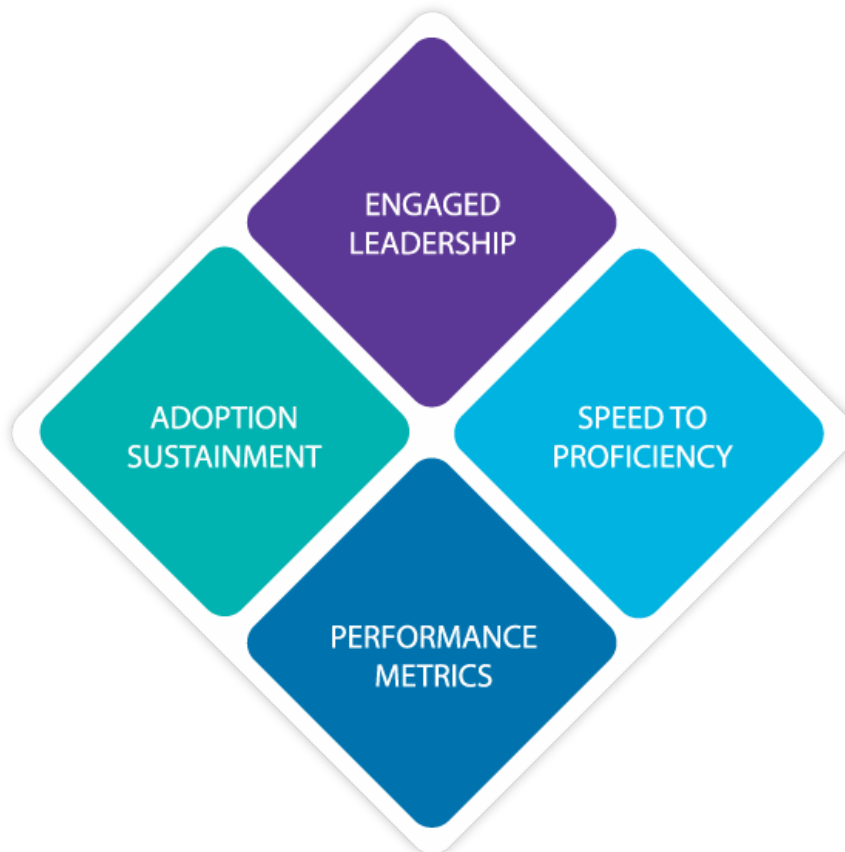 ENGAGED
LEADERSHIP
ADOPTION
SUSTAINMENT
SPEED TO
PROFICIENCY
PERFORMANCE
METRICS